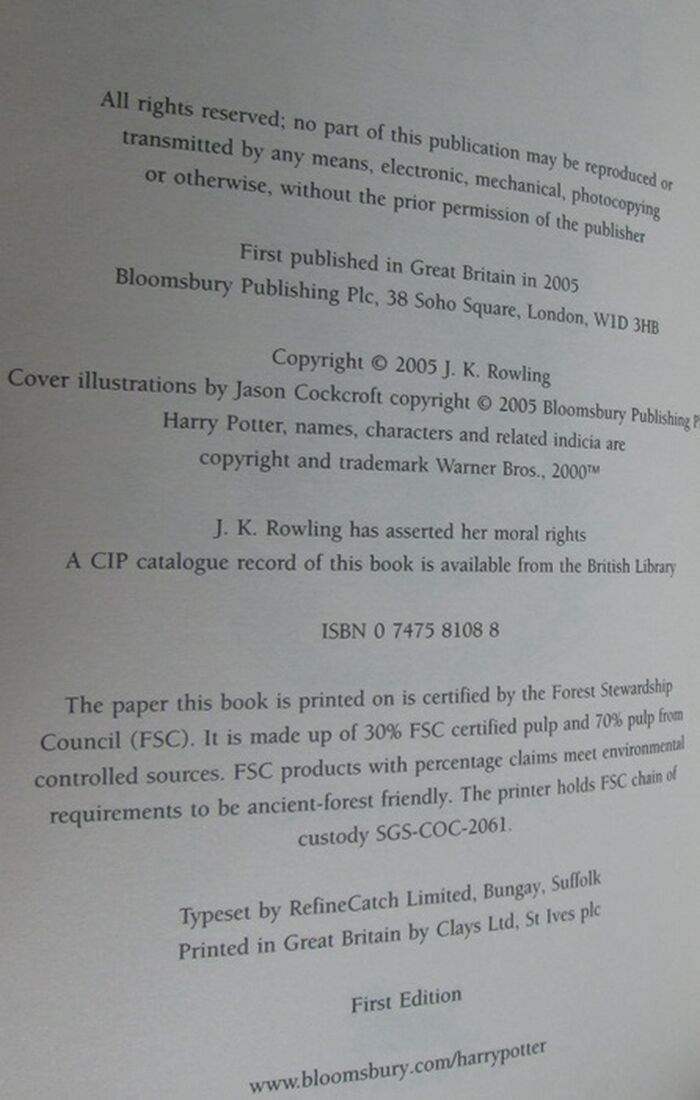 All rights reserved; no part of this publication may be reproduced or
transmitted by any means, electronic, mechanical, photocopying
or otherwise, without the prior permission of the publisher
First published in Great Britain in 2005
Bloomsbury Publishing Plc, 38 Soho Square, London, W1D 3HB
Copyright © 2005 J. K. Rowling
Cover illustrations by Jason Cockcroft copyright © 2005 Bloomsbury Publishing
Harry Potter, names, characters and related indicia are
copyright and trademark Warner Bros., 2000™
J. K. Rowling has asserted her moral rights
A CIP catalogue record of this book is available from the British Library
ISBN 0 7475 8108 8
The paper this book is printed on is certified by the Forest Stewardship
Council (FSC). It is made up of 30% FSC certified pulp and 70% pulp from
controlled sources. FSC products with percentage claims meet environmental
requirements to be ancient-forest friendly. The printer holds FSC chain of
custody SGS-COC-2061.
Typeset by RefineCatch Limited, Bungay, Suffolk
Printed in Great Britain by Clays Ltd, St Ives plc
First Edition
www.bloomsbury.com/harrypotter